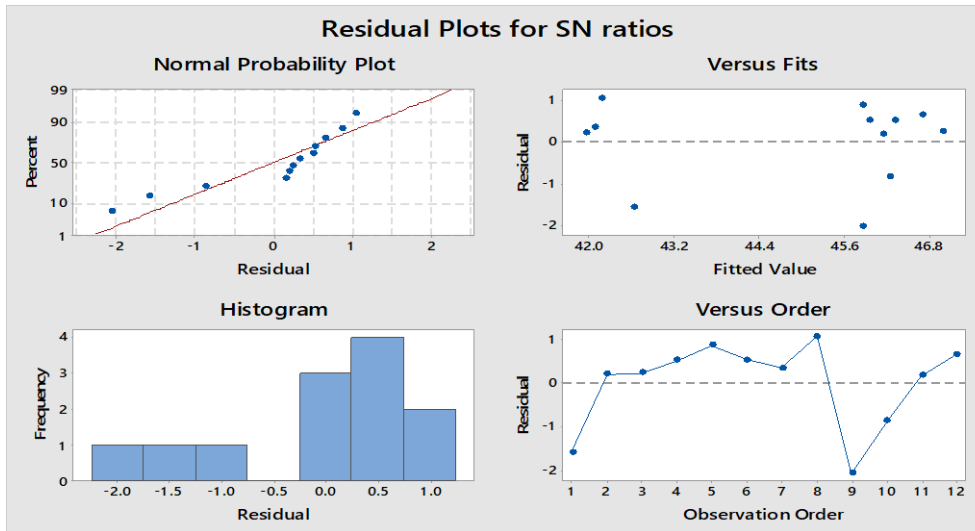 Residual Plots for SN ratios
Normal Probability Plot
99
90
50
10
1
Percent
-2 -1 0 1 2
Residual
Versus Fits
1
0
-1
-2
Residual
42.0 43.2 44.4 45.6 46.8
Fitted Value
Histogram
4
3
2
1
0
Frequency
-2.0 -1.5 -1.0 -0.5 0.0 0.5 1.0
Residual
Versus Order
1
0
-1
-2
Residual
1 2 3 4 5 6 7 8 9 10 11 12
Observation Order